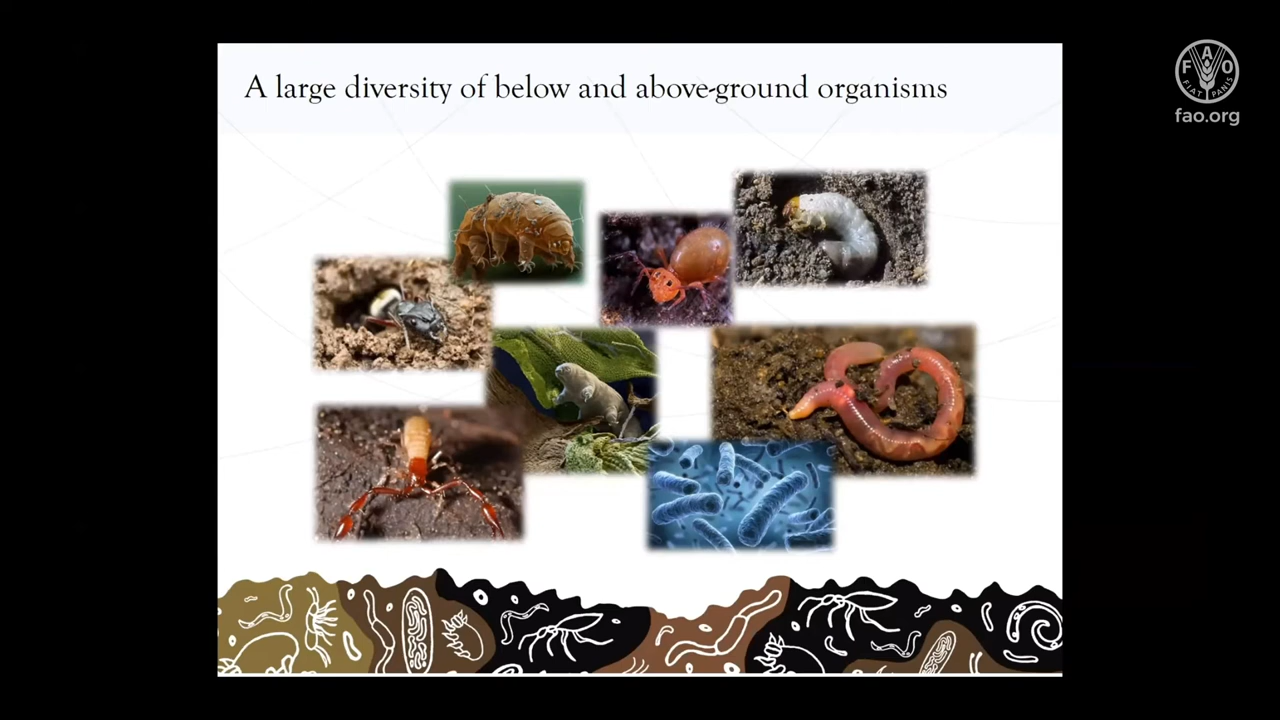 A large diversity of below and above-ground organisms
F A O
FIAT PANIS
fao.org